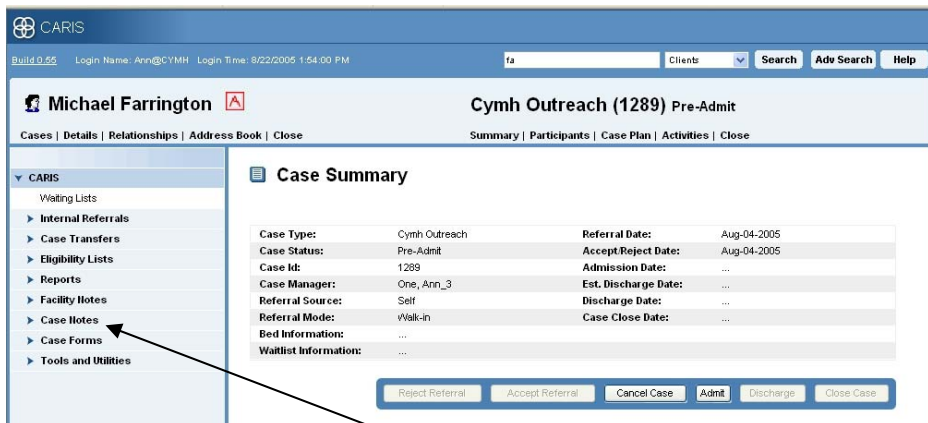 CARIS
Build 0.55 Login Name: Ann@CYMH Login Time: 8/22/2005 1:54:00 PM fa Clients Search Adv Search Help
Michael Farrington A Cymh Outreach (1289) Pre-Admit
Cases | Details | Relationships | Address Book | Close Summary | Participants | Case Plan | Activities | Close
CARIS
Waiting Lists
Internal Referrals
Case Transfers
Eligibility Lists
Reports
Facility Notes
Case Notes
Case Forms
Tools and Utilities
Case Summary
Case Type: Cymh Outreach Referral Date: Aug-04-2005
Case Status: Pre-Admit Accept/Reject Date: Aug-04-2005
Case Id: 1289 Admission Date: ...
Case Manager: One, Ann_3 Est. Discharge Date: ...
Referral Source: Self Discharge Date: ...
Referral Mode: Walk-in Case Close Date: ...
Bed Information: ...
Waitlist Information: ...
Reject Referral Accept Referral Cancel Case Admit Discharge Close Case